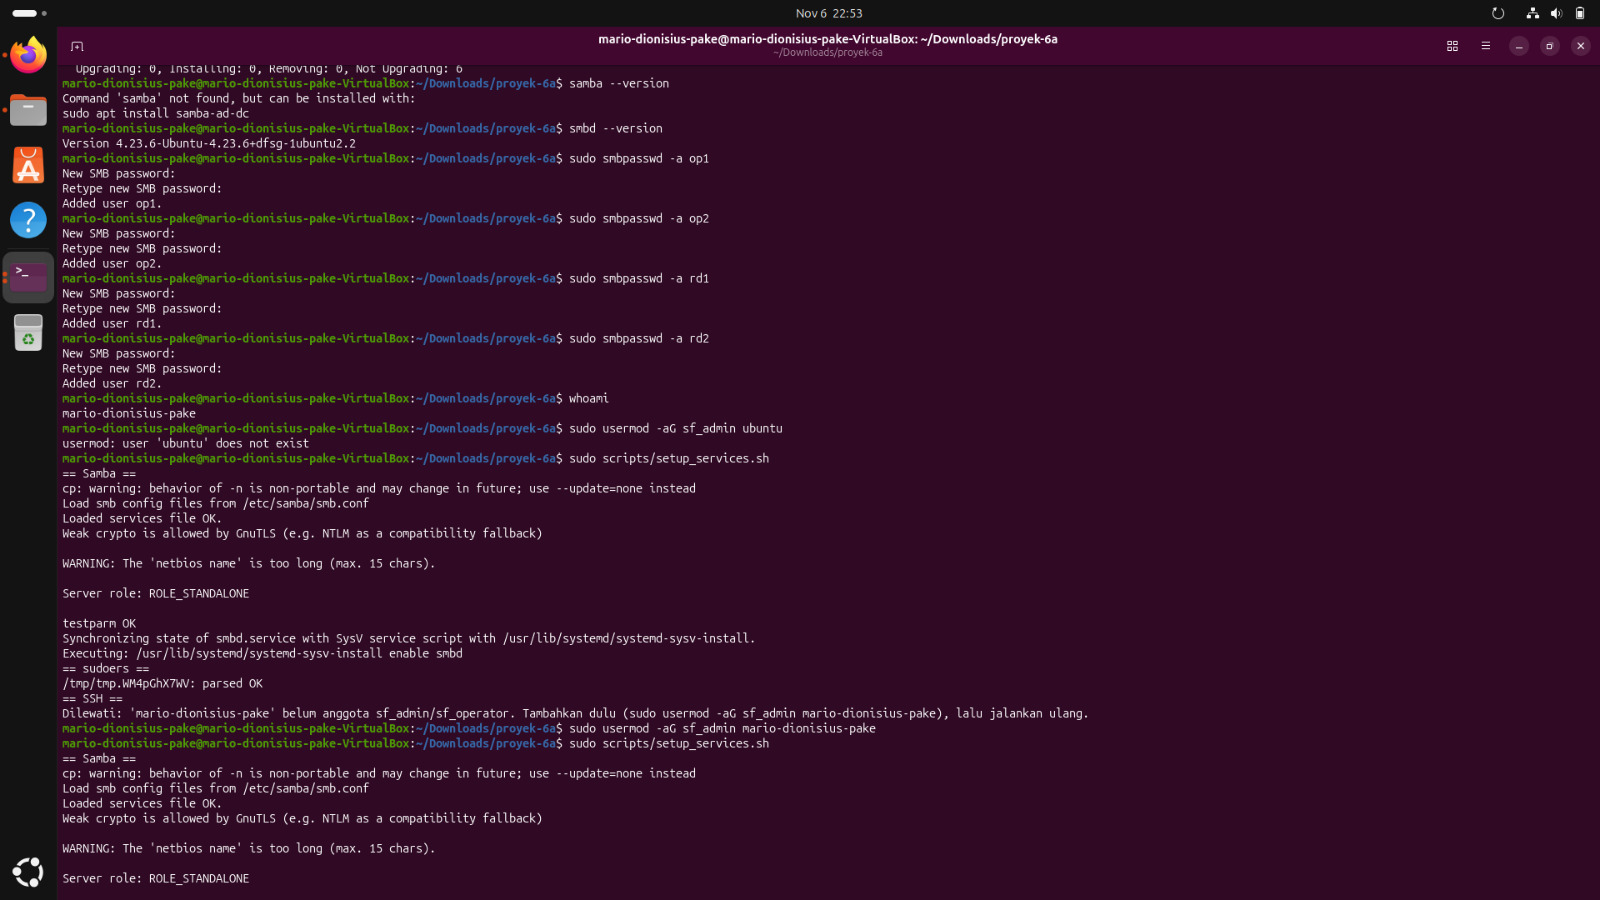 Nov 6 22:53
mario-dionisius-pake@mario-dionisius-pake-VirtualBox: ~/Downloads/proyek-6a
~/Downloads/proyek-6a
Upgrading: 0, Installing: 0, Removing: 0, Not Upgrading: 6
mario-dionisius-pake@mario-dionisius-pake-VirtualBox:~/Downloads/proyek-6a$ samba --version
Command 'samba' not found, but can be installed with:
sudo apt install samba-ad-dc
mario-dionisius-pake@mario-dionisius-pake-VirtualBox:~/Downloads/proyek-6a$ smbd --version
Version 4.23.6-Ubuntu-4.23.6+dfsg-1ubuntu2.2
mario-dionisius-pake@mario-dionisius-pake-VirtualBox:~/Downloads/proyek-6a$ sudo smbpasswd -a op1
New SMB password:
Retype new SMB password:
Added user op1.
mario-dionisius-pake@mario-dionisius-pake-VirtualBox:~/Downloads/proyek-6a$ sudo smbpasswd -a op2
New SMB password:
Retype new SMB password:
Added user op2.
mario-dionisius-pake@mario-dionisius-pake-VirtualBox:~/Downloads/proyek-6a$ sudo smbpasswd -a rd1
New SMB password:
Retype new SMB password:
Added user rd1.
mario-dionisius-pake@mario-dionisius-pake-VirtualBox:~/Downloads/proyek-6a$ sudo smbpasswd -a rd2
New SMB password:
Retype new SMB password:
Added user rd2.
mario-dionisius-pake@mario-dionisius-pake-VirtualBox:~/Downloads/proyek-6a$ whoami
mario-dionisius-pake
mario-dionisius-pake@mario-dionisius-pake-VirtualBox:~/Downloads/proyek-6a$ sudo usermod -aG sf_admin ubuntu
usermod: user 'ubuntu' does not exist
mario-dionisius-pake@mario-dionisius-pake-VirtualBox:~/Downloads/proyek-6a$ sudo scripts/setup_services.sh
== Samba ==
cp: warning: behavior of -n is non-portable and may change in future; use --update=none instead
Load smb config files from /etc/samba/smb.conf
Loaded services file OK.
Weak crypto is allowed by GnuTLS (e.g. NTLM as a compatibility fallback)
WARNING: The 'netbios name' is too long (max. 15 chars).
Server role: ROLE_STANDALONE
testparm OK
Synchronizing state of smbd.service with SysV service script with /usr/lib/systemd/systemd-sysv-install.
Executing: /usr/lib/systemd/systemd-sysv-install enable smbd
== sudoers ==
/tmp/tmp.WM4pGhX7WV: parsed OK
== SSH ==
Dilewati: 'mario-dionisius-pake' belum anggota sf_admin/sf_operator. Tambahkan dulu (sudo usermod -aG sf_admin mario-dionisius-pake), lalu jalankan ulang.
mario-dionisius-pake@mario-dionisius-pake-VirtualBox:~/Downloads/proyek-6a$ sudo usermod -aG sf_admin mario-dionisius-pake
mario-dionisius-pake@mario-dionisius-pake-VirtualBox:~/Downloads/proyek-6a$ sudo scripts/setup_services.sh
== Samba ==
cp: warning: behavior of -n is non-portable and may change in future; use --update=none instead
Load smb config files from /etc/samba/smb.conf
Loaded services file OK.
Weak crypto is allowed by GnuTLS (e.g. NTLM as a compatibility fallback)
WARNING: The 'netbios name' is too long (max. 15 chars).
Server role: ROLE_STANDALONE